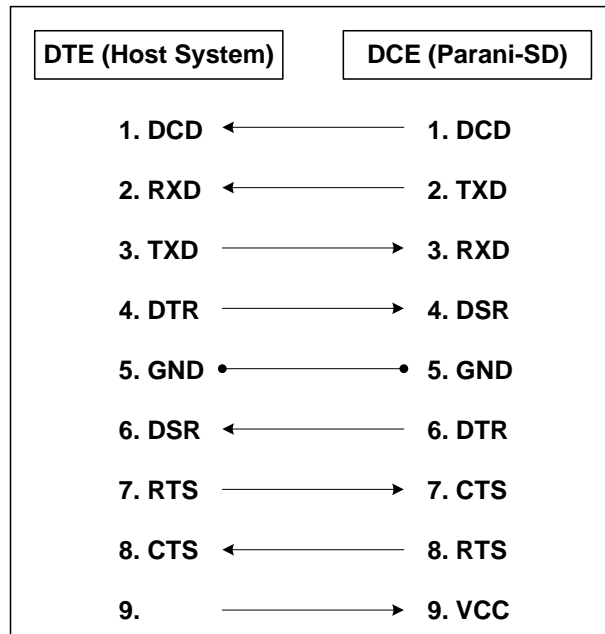 DTE (Host System) DCE (Parani-SD)
1. DCD 1. DCD
2. RXD 2. TXD
3. TXD 3. RXD
4. DTR 4. DSR
5. GND 5. GND
6. DSR 6. DTR
7. RTS 7. CTS
8. CTS 8. RTS
9. 9. VCC